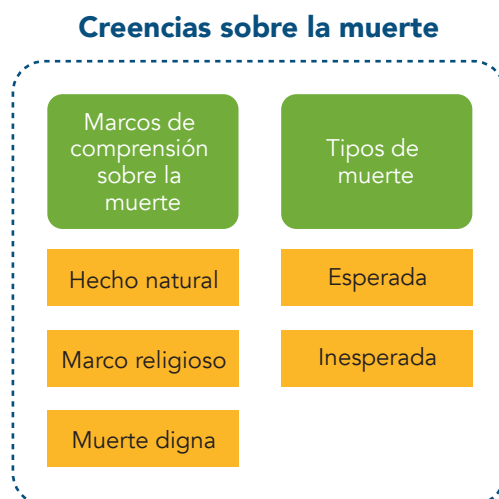 Creencias sobre la muerte
Marcos de
comprensión
sobre la
muerte
Hecho natural
Marco religioso
Muerte digna
Tipos de
muerte
Esperada
Inesperada